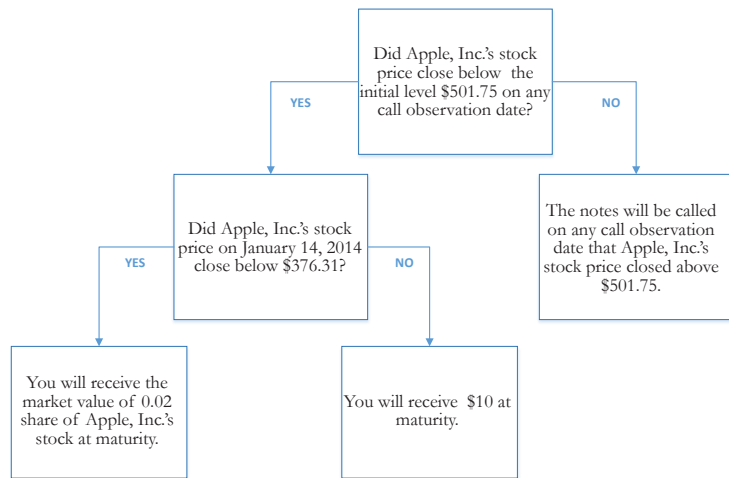 Did Apple, Inc.'s stock
price close below the
initial level $501.75 on any
call observation date?
YES
NO
Did Apple, Inc.'s stock
price on January 14, 2014
close below $376.31?
The notes will be called
on any call observation
date that Apple, Inc.'s
stock price closed above
$501.75.
YES
NO
You will receive the
market value of 0.02
share of Apple, Inc.'s
stock at maturity.
You will receive $10 at
maturity.